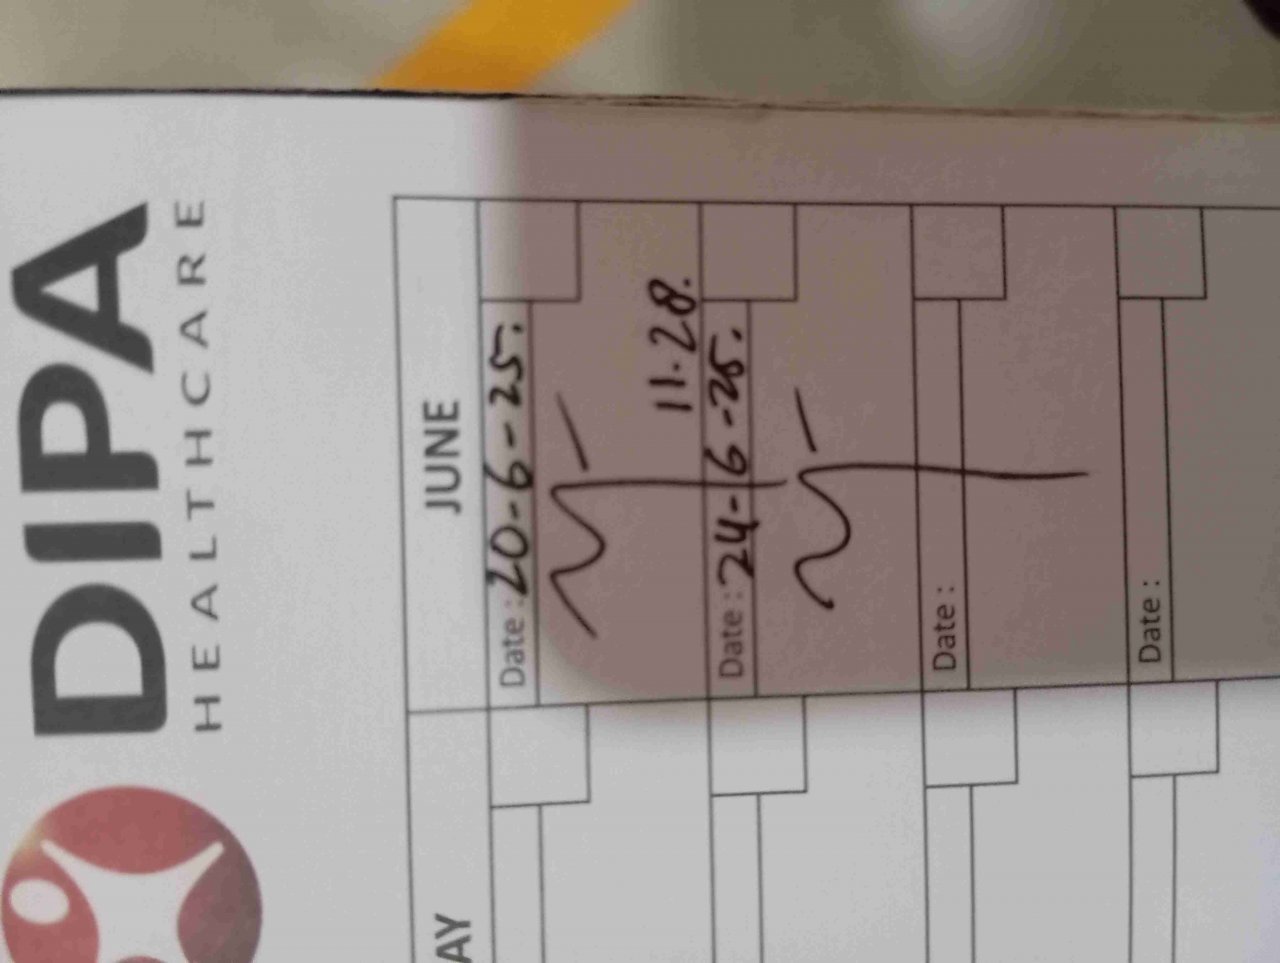 DIPA
HEALTHCARE
AY
JUNE
Date : 20-6-25.
11.28.
Date : 24-6-25.
Date :
Date :